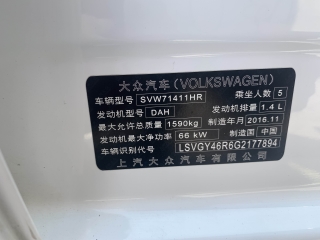 大众汽车(VOLKSWAGEN)
车辆型号 SVW71411HR 乘坐人数 5
发动机型号 DAH 发动机排量 1.4 L
最大允许总质量 1590kg 制造年月 2016.11
发动机最大净功率 66 kW 制造国 中国
车辆识别代号 LSVGY46R6G2177894
上汽大众汽车有限公司